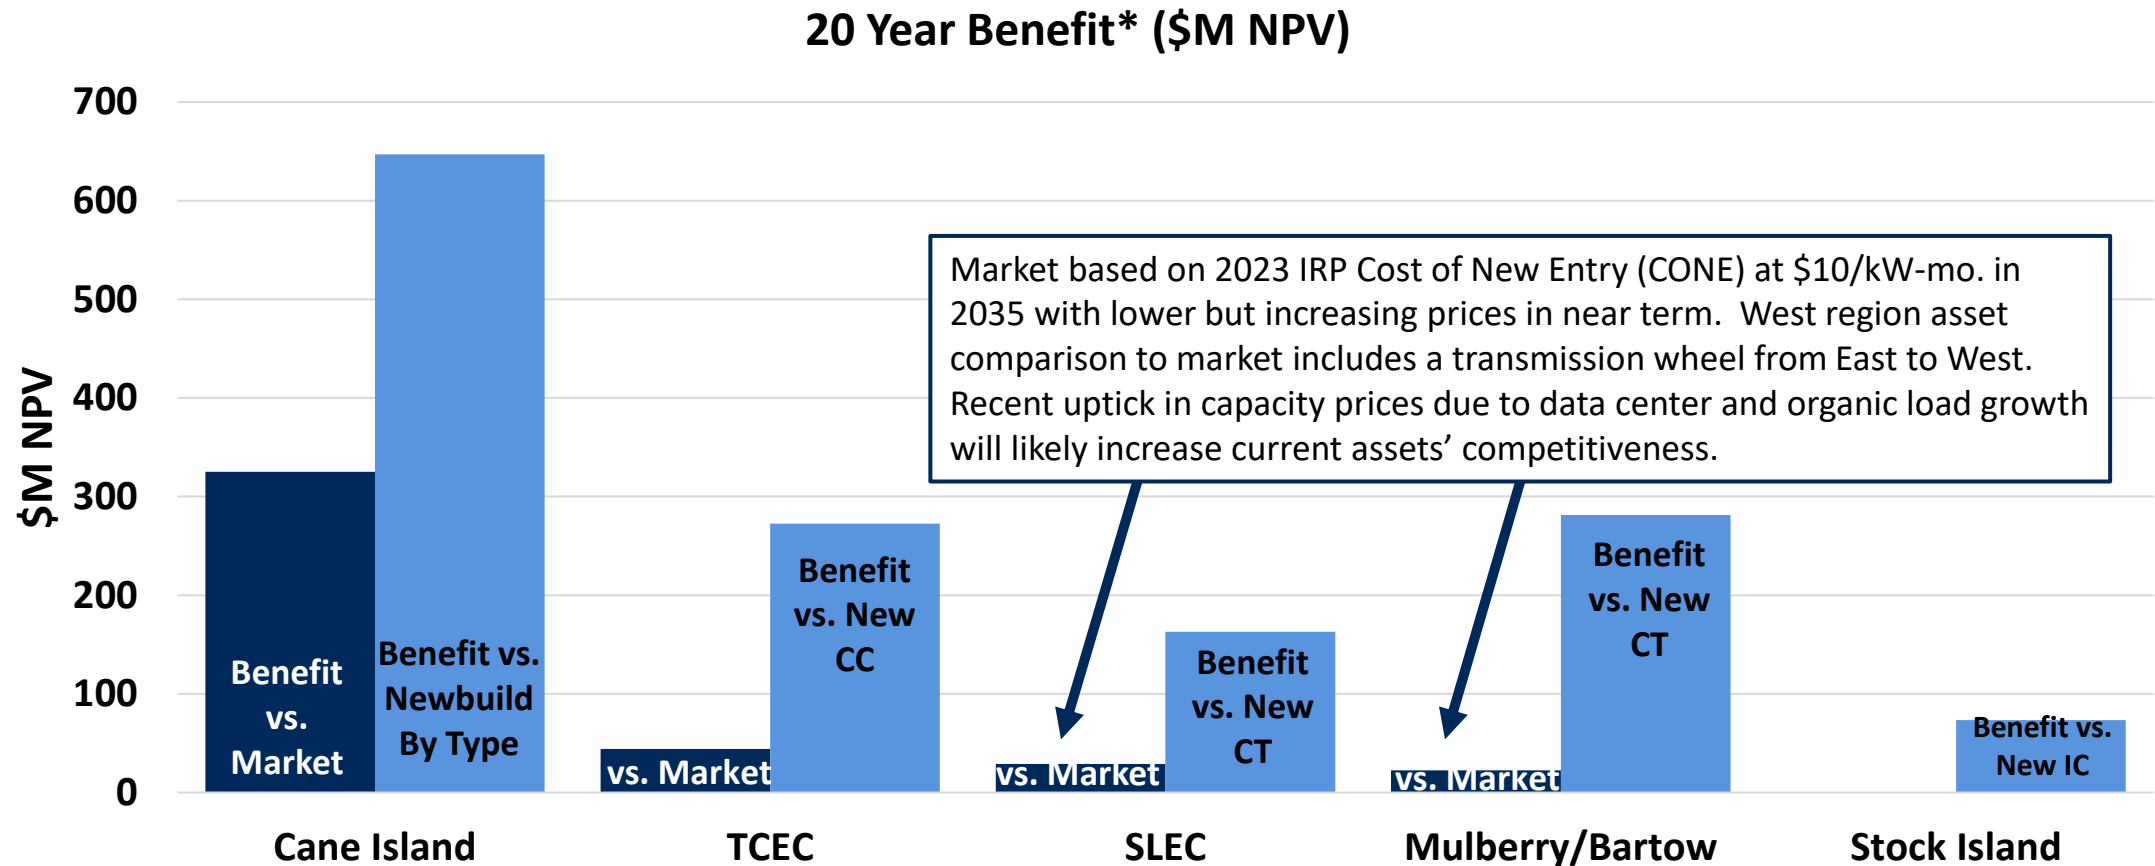 20 Year Benefit* ($M NPV)
$M NPV
700
600
500
400
300
200
100
0
Market based on 2023 IRP Cost of New Entry (CONE) at $10/kW-mo. in
2035 with lower but increasing prices in near term.  West region asset
comparison to market includes a transmission wheel from East to West.
Recent uptick in capacity prices due to data center and organic load growth
will likely increase current assets’ competitiveness.
Benefit
vs.
Market
Benefit vs.
Newbuild
By Type
vs. Market
Benefit
vs. New
CC
vs. Market
Benefit
vs. New
CT
vs. Market
Benefit
vs. New
CT
Benefit vs.
New IC
Cane Island
TCEC
SLEC
Mulberry/Bartow
Stock Island